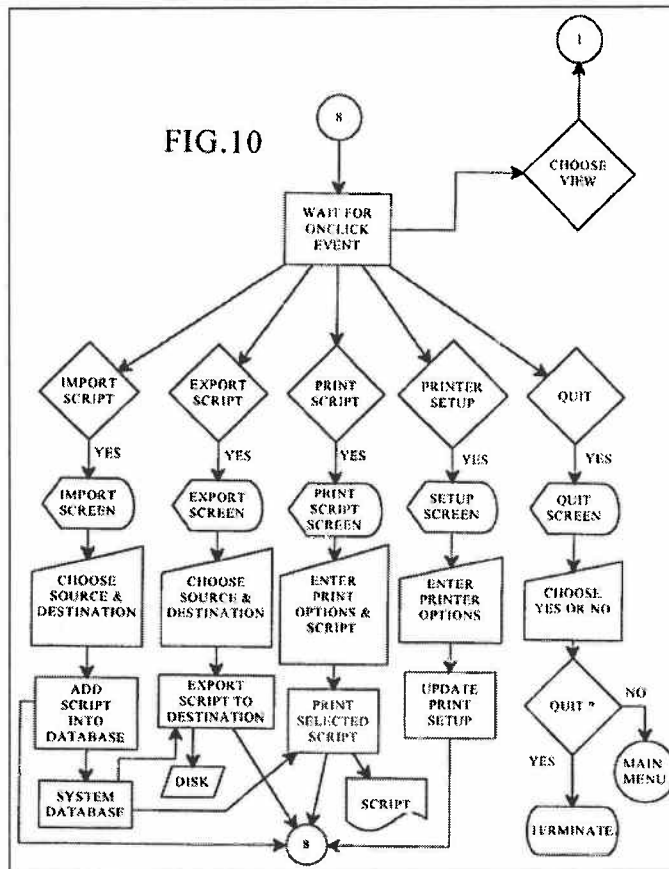 1
8
FIG.10
CHOOSE
VIEW
WAIT FOR
ONCLICK
EVENT
IMPORT
SCRIPT
EXPORT
SCRIPT
PRINT
SCRIPT
PRINTER
SETUP
QUIT
YES
YES
YES
YES
YES
IMPORT
SCREEN
EXPORT
SCREEN
PRINT
SCRIPT
SCREEN
SETUP
SCREEN
QUIT
SCREEN
CHOOSE
SOURCE &
DESTINATION
CHOOSE
SOURCE &
DESTINATION
ENTER
PRINT
OPTIONS &
SCRIPT
ENTER
PRINTER
OPTIONS
CHOOSE
YES OR NO
ADD
SCRIPT
INTO
DATABASE
EXPORT
SCRIPT TO
DESTINATION
PRINT
SELECTED
SCRIPT
UPDATE
PRINT
SETUP
QUIT ?
NO
YES
MAIN
MENU
SYSTEM
DATABASE
DISK
SCRIPT
8
TERMINATE